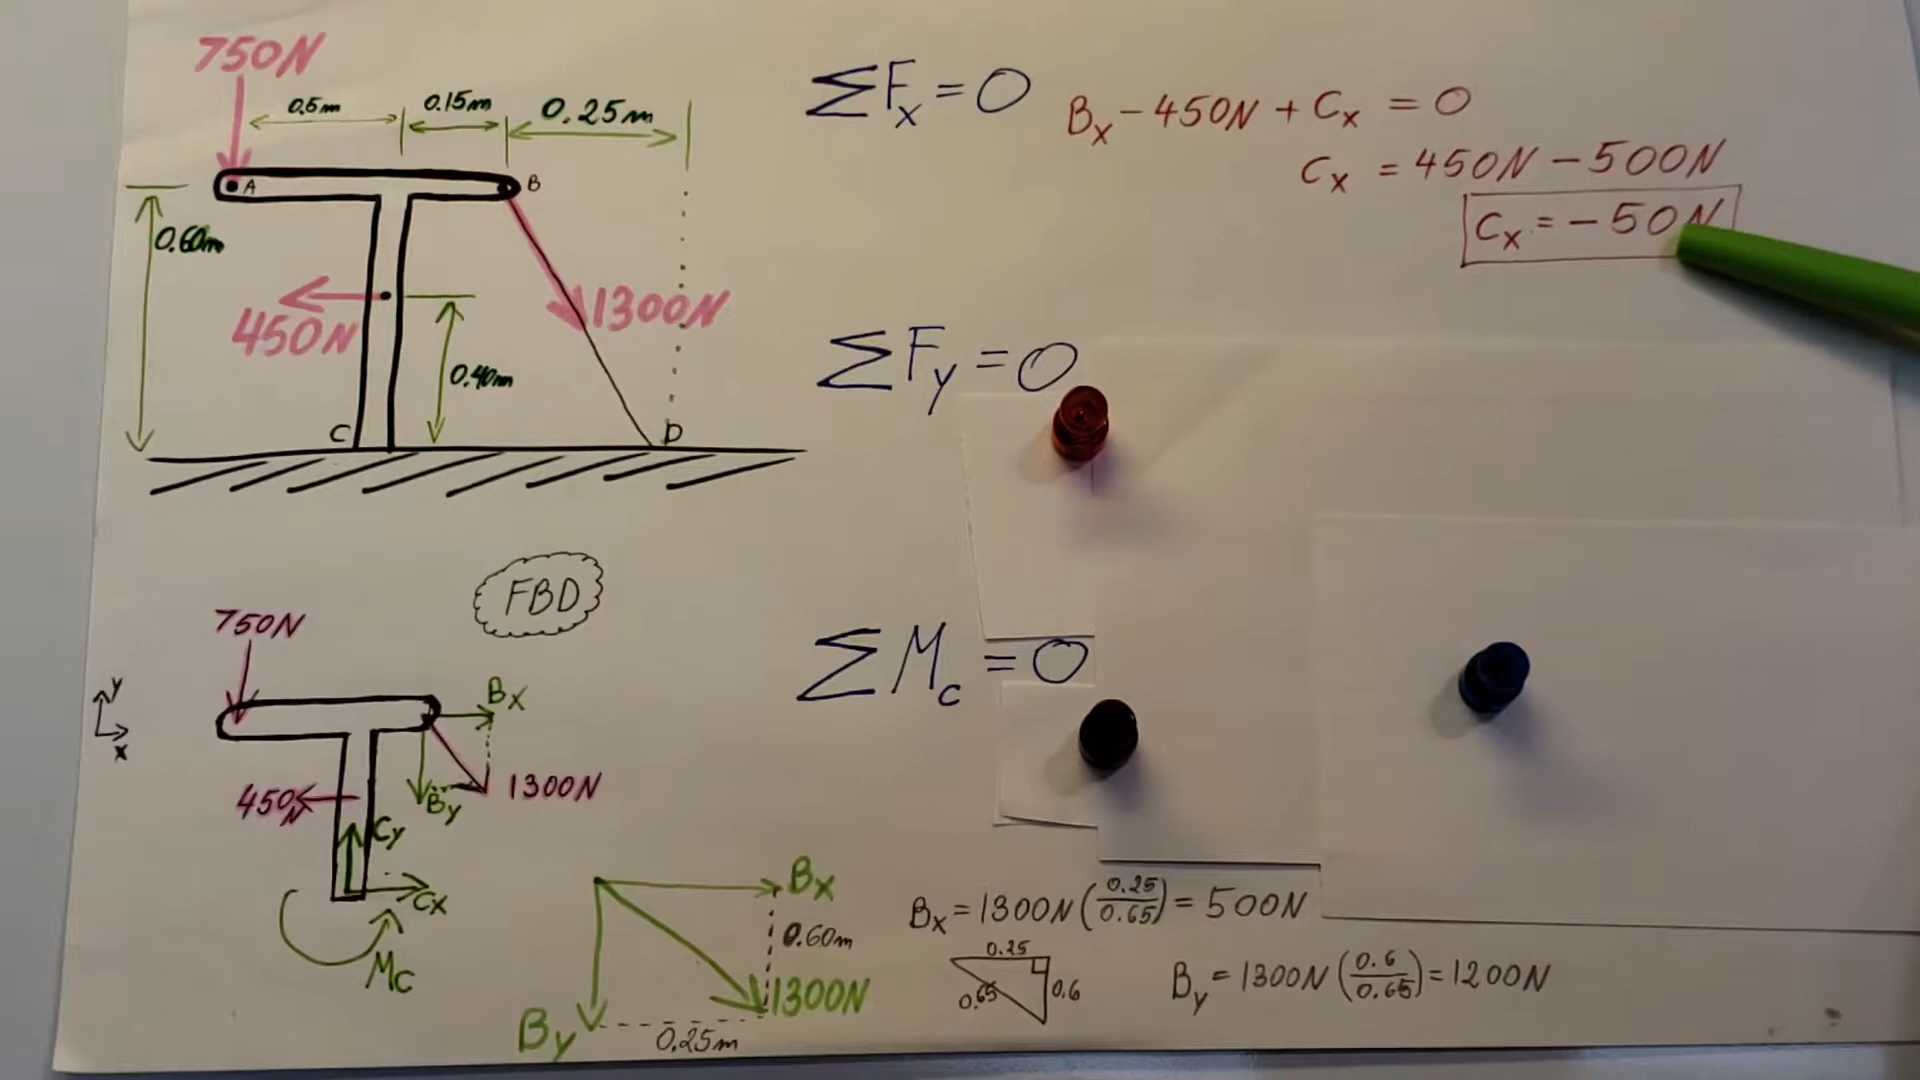 750N
0.5m 0.15m 0.25m
A B
0.60m
450N
1300N
0.40m
C D
ΣFx = 0
Bx - 450N + Cx = 0
Cx = 450N - 500N
Cx = -50N
ΣFy = 0
ΣMc = 0
FBD
750N
y
x
Bx
450N
By
1300N
Cy
Cx
Mc
Bx
0.60m
1300N
By
0.25m
Bx = 1300N (0.25/0.65) = 500N
0.25
0.65
0.6
By = 1300N (0.6/0.65) = 1200N